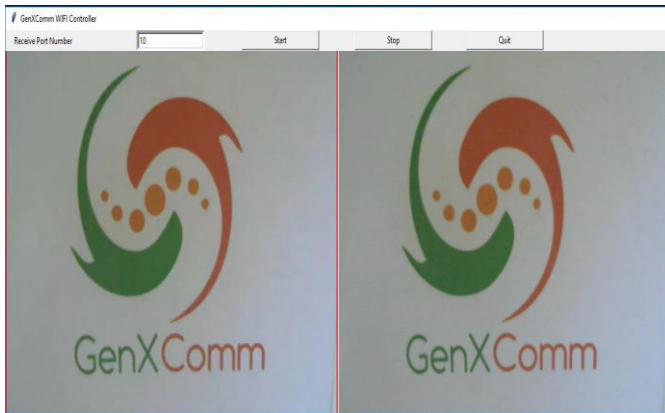 GenXComm WIFI Controller
Receive Port Number 10 Start Stop Quit
GenXComm GenXComm